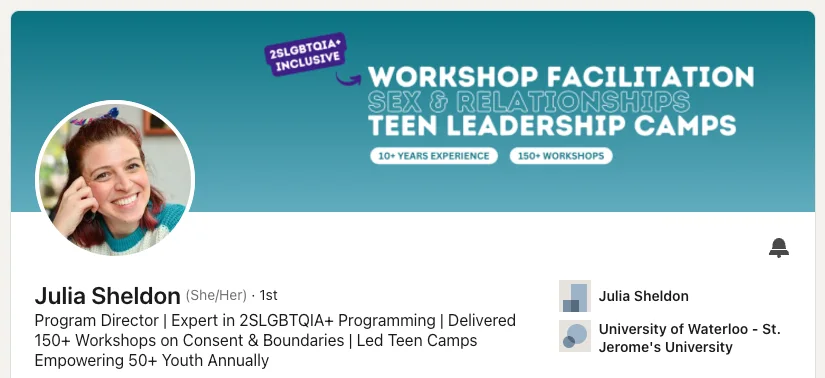 2SLGBTQIA+
INCLUSIVE
WORKSHOP FACILITATION
SEX & RELATIONSHIPS
TEEN LEADERSHIP CAMPS
10+ YEARS EXPERIENCE 150+ WORKSHOPS
Julia Sheldon (She/Her) · 1st
Program Director | Expert in 2SLGBTQIA+ Programming | Delivered
150+ Workshops on Consent & Boundaries | Led Teen Camps
Empowering 50+ Youth Annually
Julia Sheldon
University of Waterloo - St.
Jerome's University